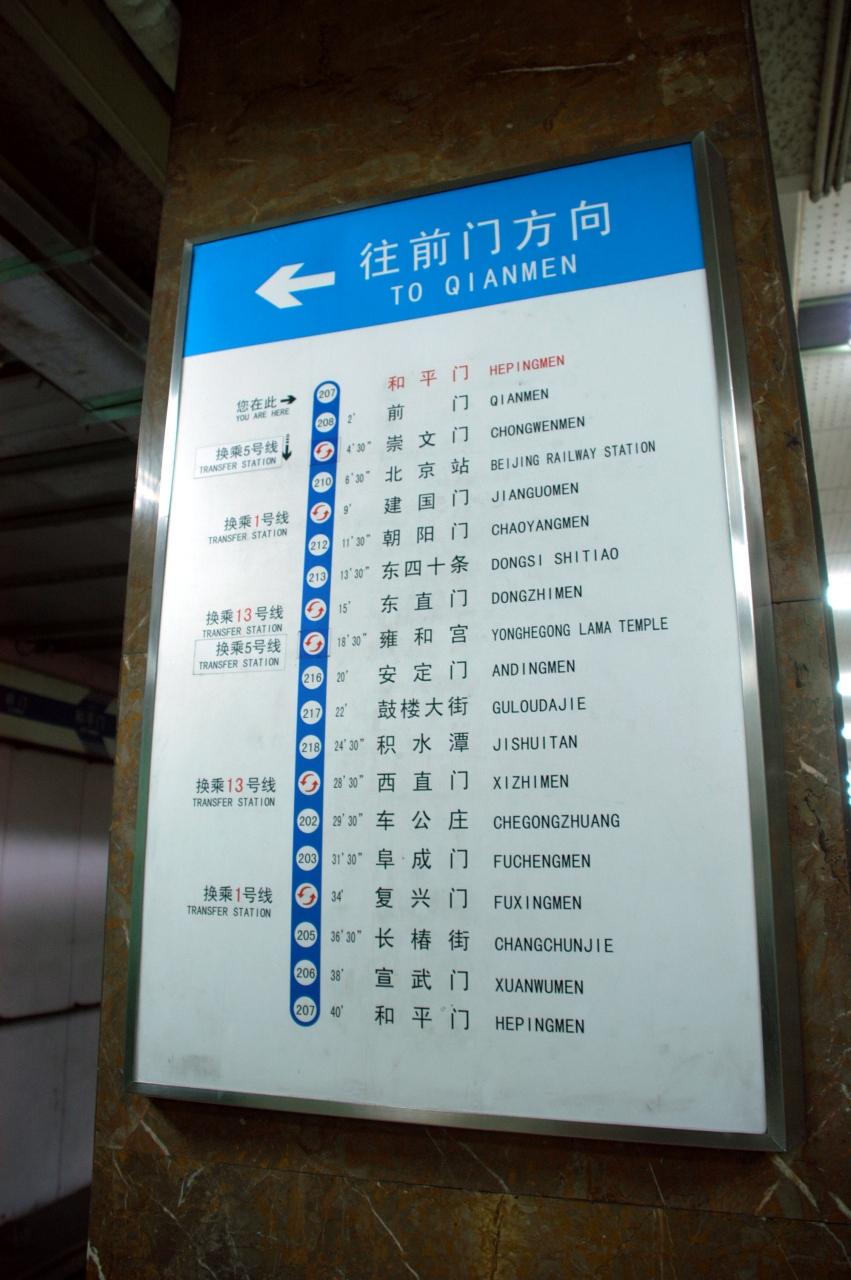 往前门方向
TO QIANMEN
207 和平门 HEPINGMEN
您在此
YOU ARE HERE
208 2' 前门 QIANMEN
换乘5号线
TRANSFER STATION
4'30" 崇文门 CHONGWENMEN
210 6'30" 北京站 BEIJING RAILWAY STATION
换乘1号线
TRANSFER STATION
9' 建国门 JIANGUOMEN
212 11'30" 朝阳门 CHAOYANGMEN
213 13'30" 东四十条 DONGSI SHITIAO
换乘13号线
TRANSFER STATION
15' 东直门 DONGZHIMEN
换乘5号线
TRANSFER STATION
18'30" 雍和宫 YONGHEGONG LAMA TEMPLE
216 20' 安定门 ANDINGMEN
217 22' 鼓楼大街 GULOUDAJIE
218 24'30" 积水潭 JISHUITAN
换乘13号线
TRANSFER STATION
28'30" 西直门 XIZHIMEN
202 29'30" 车公庄 CHEGONGZHUANG
203 31'30" 阜成门 FUCHENGMEN
换乘1号线
TRANSFER STATION
34' 复兴门 FUXINGMEN
205 36'30" 长椿街 CHANGCHUNJIE
206 38' 宣武门 XUANWUMEN
207 40' 和平门 HEPINGMEN